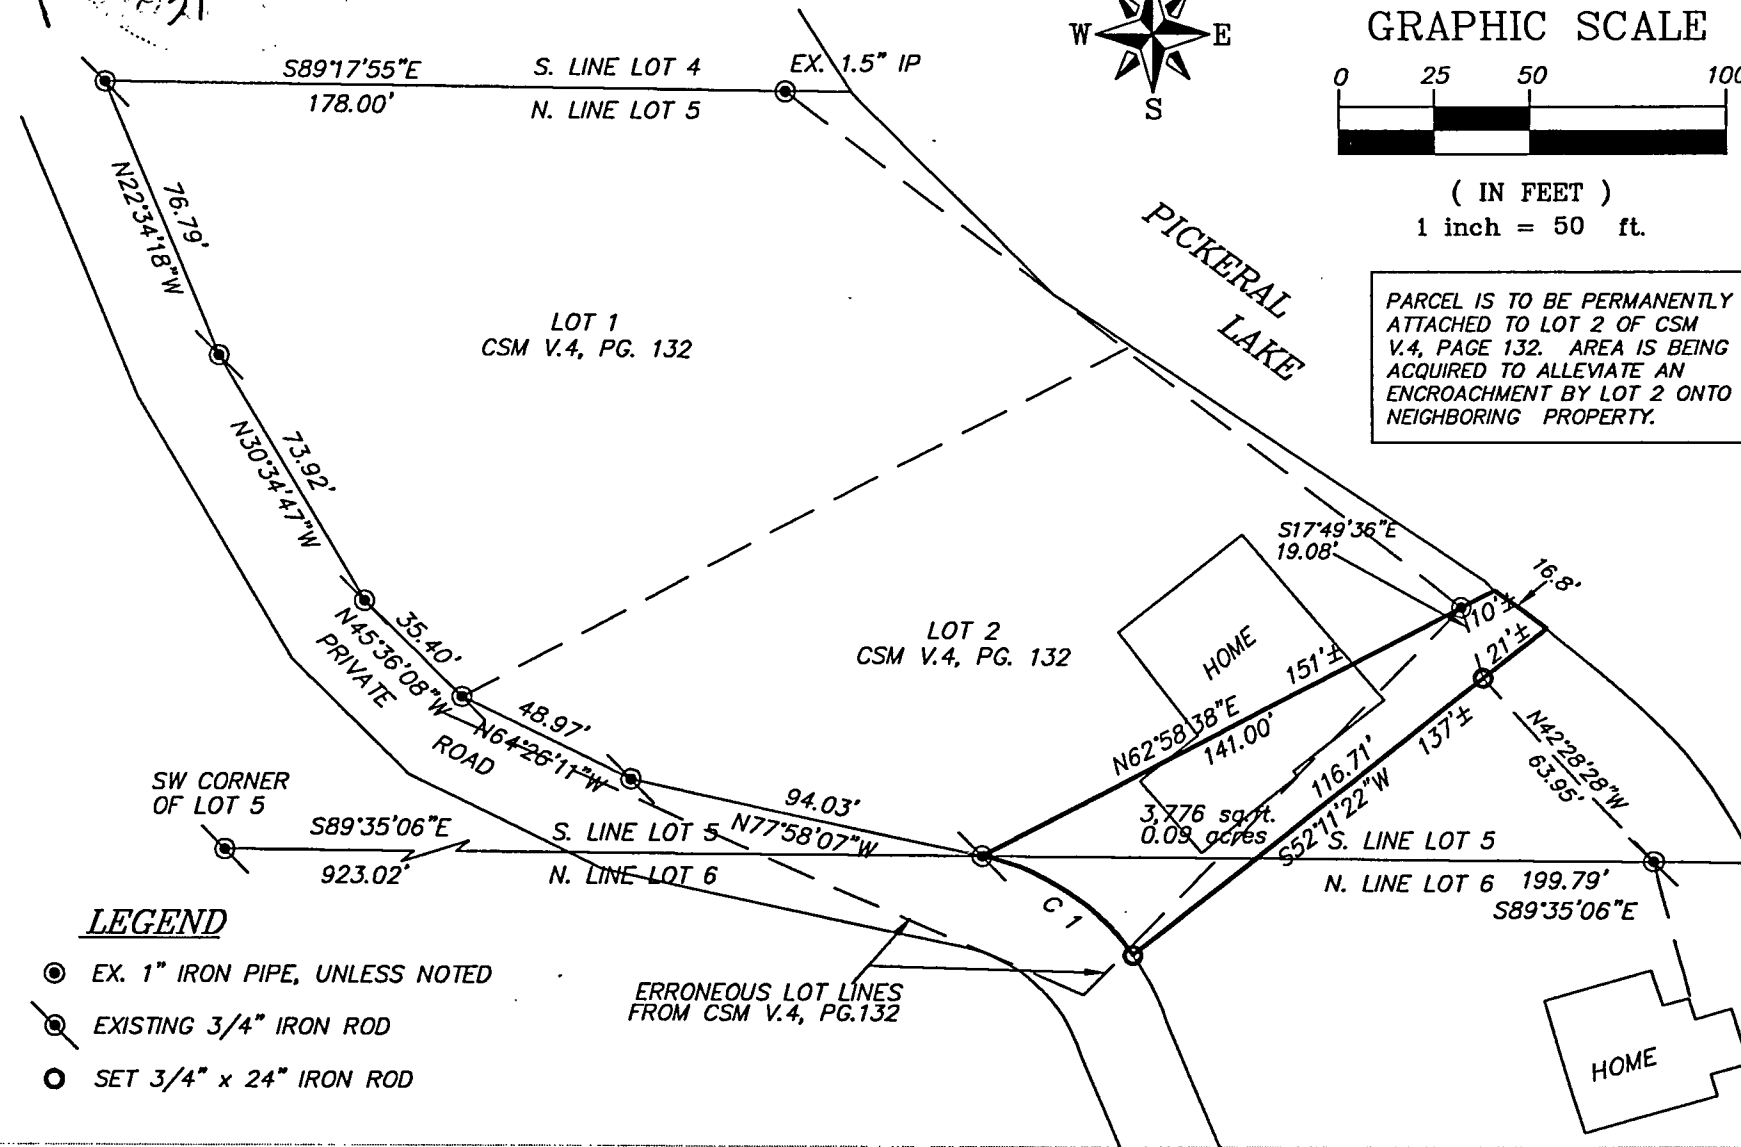 21
W
E
S
GRAPHIC SCALE
0 25 50 100
( IN FEET )
1 inch = 50 ft.
S89°17'55"E
178.00'
S. LINE LOT 4
N. LINE LOT 5
EX. 1.5" IP
PICKERAL
LAKE
PARCEL IS TO BE PERMANENTLY
ATTACHED TO LOT 2 OF CSM
V.4, PAGE 132. AREA IS BEING
ACQUIRED TO ALLEVIATE AN
ENCROACHMENT BY LOT 2 ONTO
NEIGHBORING PROPERTY.
76.79'
N22°34'18"W
LOT 1
CSM V.4, PG. 132
73.92'
N30°34'47"W
S17°49'36"E
19.08'
16.8'
10'±
21'±
35.40'
N45°36'08"W
PRIVATE
ROAD
LOT 2
CSM V.4, PG. 132
HOME
151'±
N62°58'38"E
141.00'
48.97'
N64°26'11"W
137'±
116.71'
S52°11'22"W
N42°28'28"W
63.95'
SW CORNER
OF LOT 5
S89°35'06"E
923.02'
94.03'
N77°58'07"W
S. LINE LOT 5
N. LINE LOT 6
3,776 sq.ft.
0.09 acres
S. LINE LOT 5
N. LINE LOT 6
199.79'
S89°35'06"E
C 1
ERRONEOUS LOT LINES
FROM CSM V.4, PG.132
LEGEND
EX. 1" IRON PIPE, UNLESS NOTED
EXISTING 3/4" IRON ROD
SET 3/4" x 24" IRON ROD
HOME